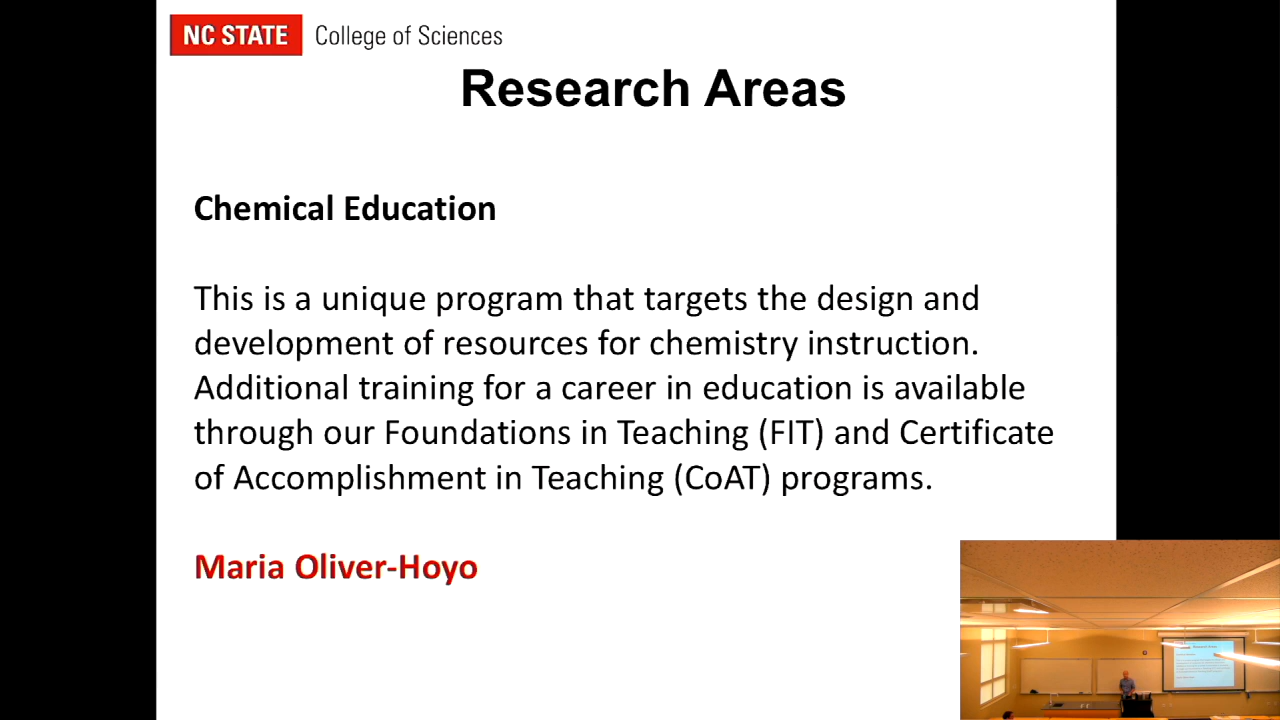 NC STATE College of Sciences
Research Areas
Chemical Education
This is a unique program that targets the design and
development of resources for chemistry instruction.
Additional training for a career in education is available
through our Foundations in Teaching (FIT) and Certificate
of Accomplishment in Teaching (CoAT) programs.
Maria Oliver-Hoyo